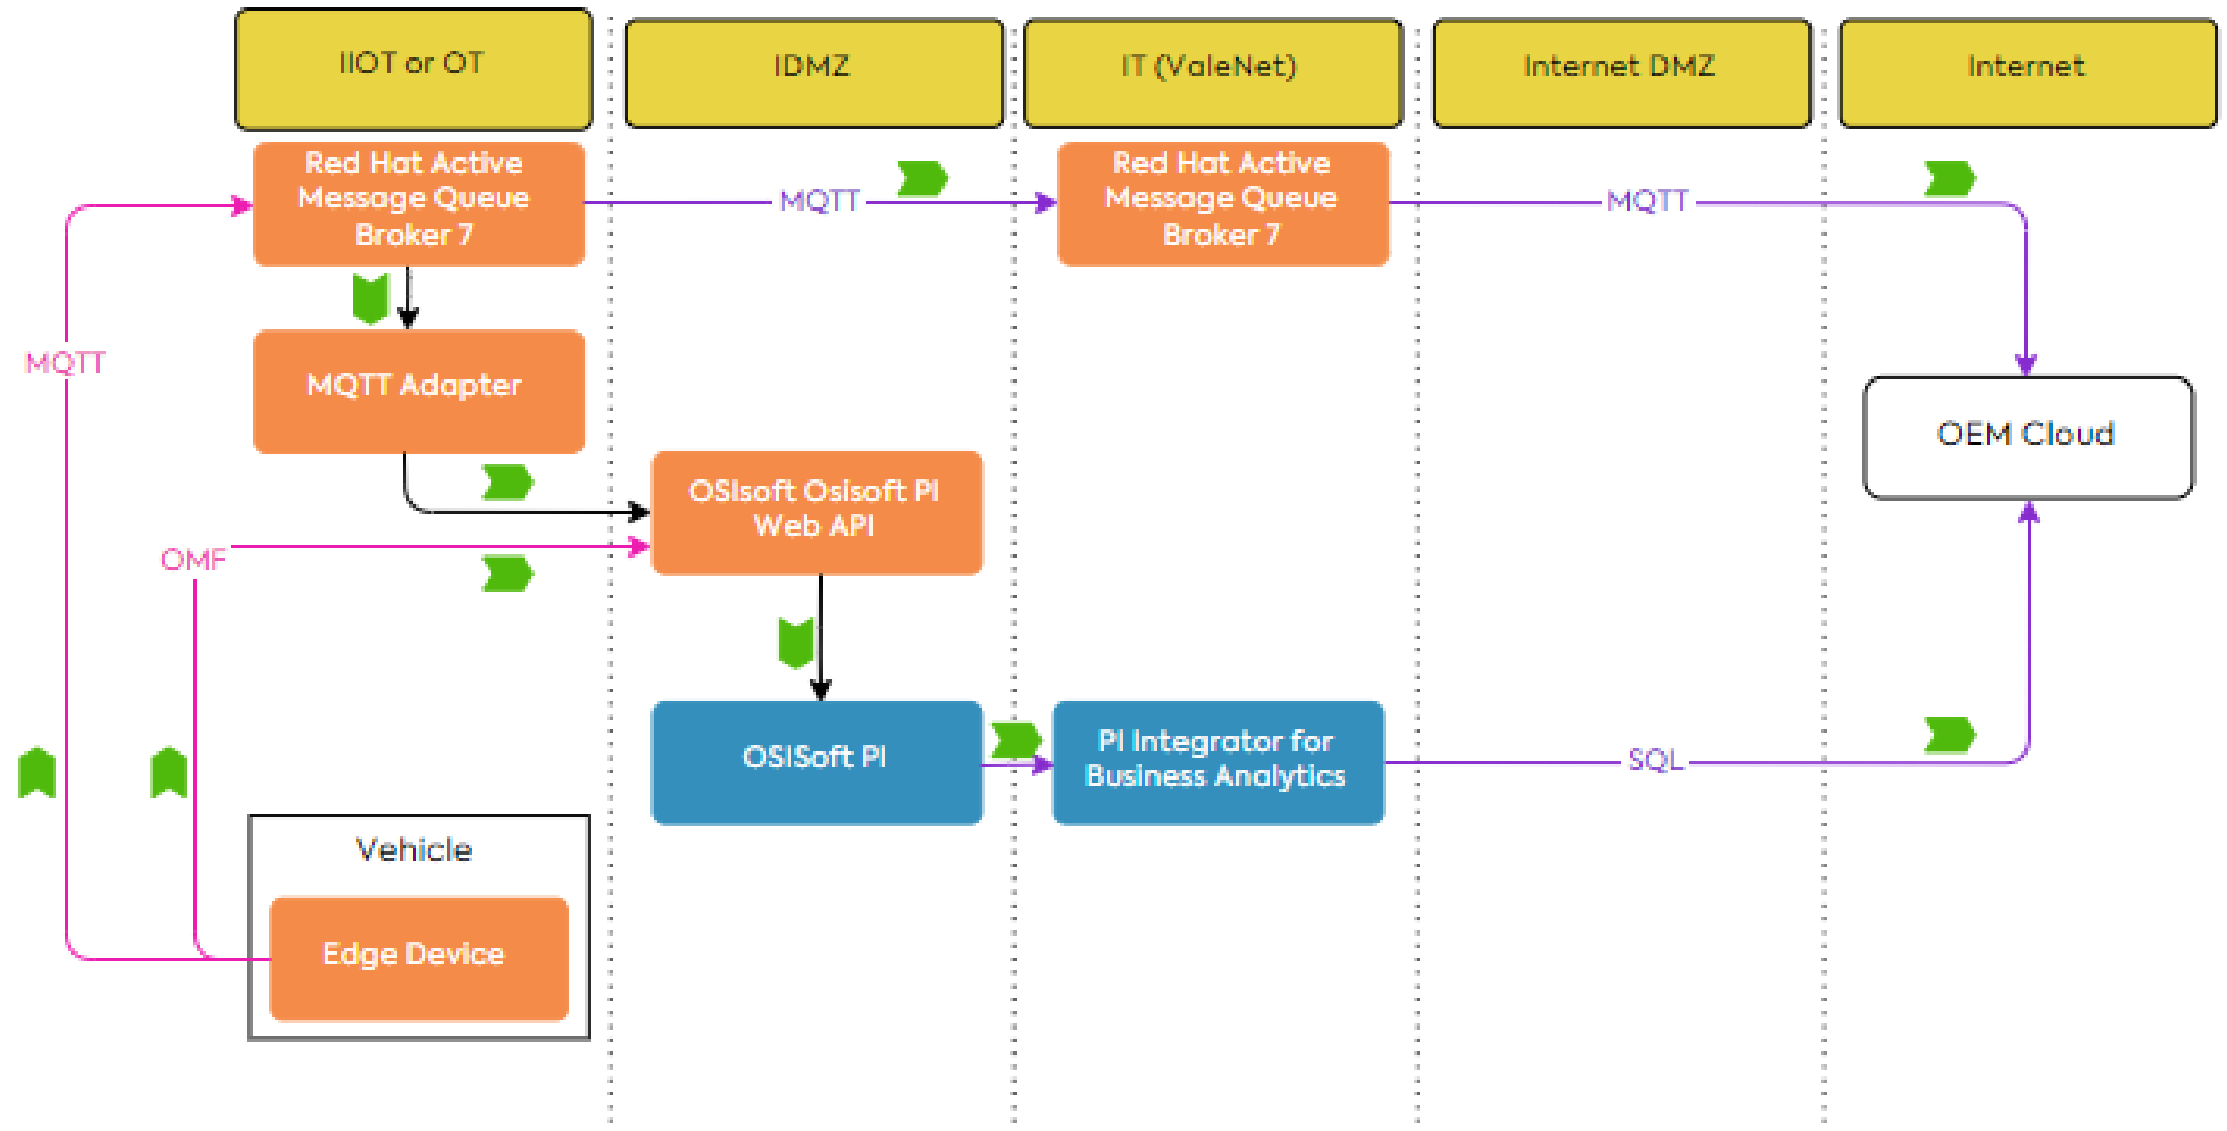 IIOT or OT
IDMZ
IT (ValeNet)
Internet DMZ
Internet
Red Hat Active
Message Queue
Broker 7
MQTT
Red Hat Active
Message Queue
Broker 7
MQTT
MQTT
MQTT Adapter
OEM Cloud
OSIsoft Osisoft PI
Web API
OMF
OSISoft PI
PI Integrator for
Business Analytics
SQL
Vehicle
Edge Device